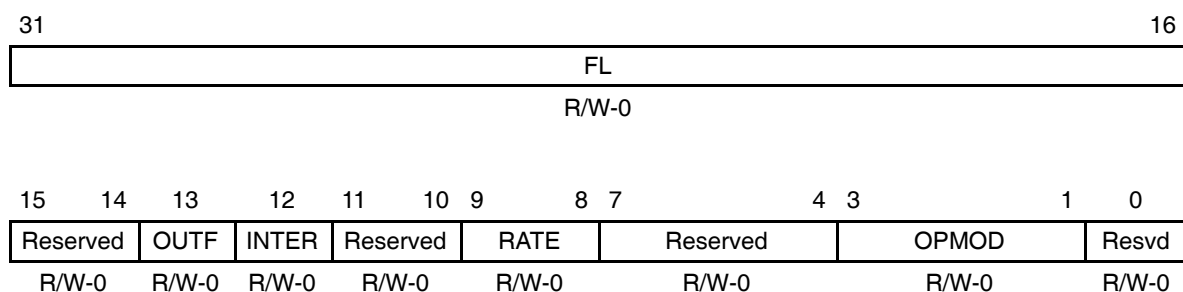 31 16
FL
R/W-0
15 14 13 12 11 10 9 8 7 4 3 1 0
Reserved OUTF INTER Reserved RATE Reserved OPMOD Resvd
R/W-0 R/W-0 R/W-0 R/W-0 R/W-0 R/W-0 R/W-0 R/W-0